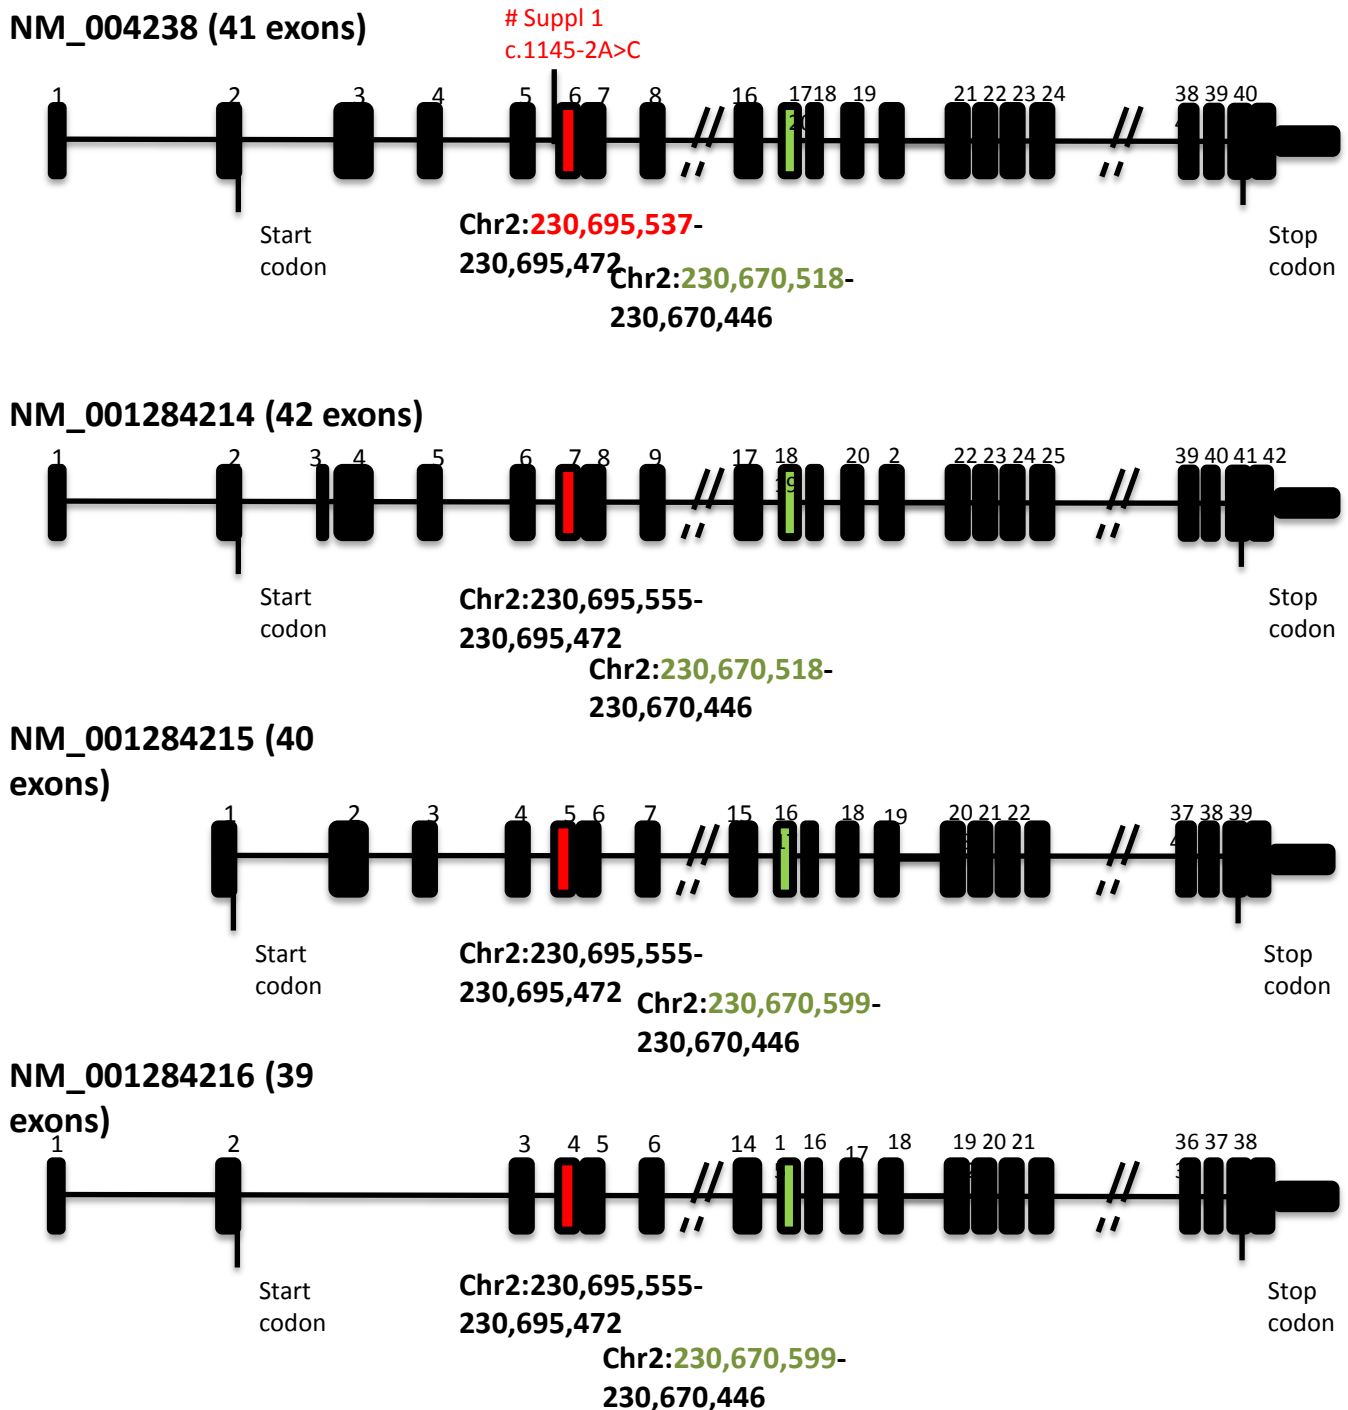 NM_004238 (41 exons)
# Suppl 1
c.1145-2A>C
1 2 3 4 5 6 7 8 16 17 18 19 21 22 23 24 38 39 40
20
Start
codon
Chr2:230,695,537-
230,695,472
Chr2:230,670,518-
230,670,446
Stop
codon
NM_001284214 (42 exons)
1 2 3 4 5 6 7 8 9 17 18 20 2 22 23 24 25 39 40 41 42
19
Start
codon
Chr2:230,695,555-
230,695,472
Chr2:230,670,518-
230,670,446
Stop
codon
NM_001284215 (40
exons)
1 2 3 4 5 6 7 15 16 18 19 20 21 22 37 38 39
Start
codon
Chr2:230,695,555-
230,695,472
Chr2:230,670,599-
230,670,446
Stop
codon
NM_001284216 (39
exons)
1 2 3 4 5 6 14 1 16 17 18 19 20 21 36 37 38
Start
codon
Chr2:230,695,555-
230,695,472
Chr2:230,670,599-
230,670,446
Stop
codon